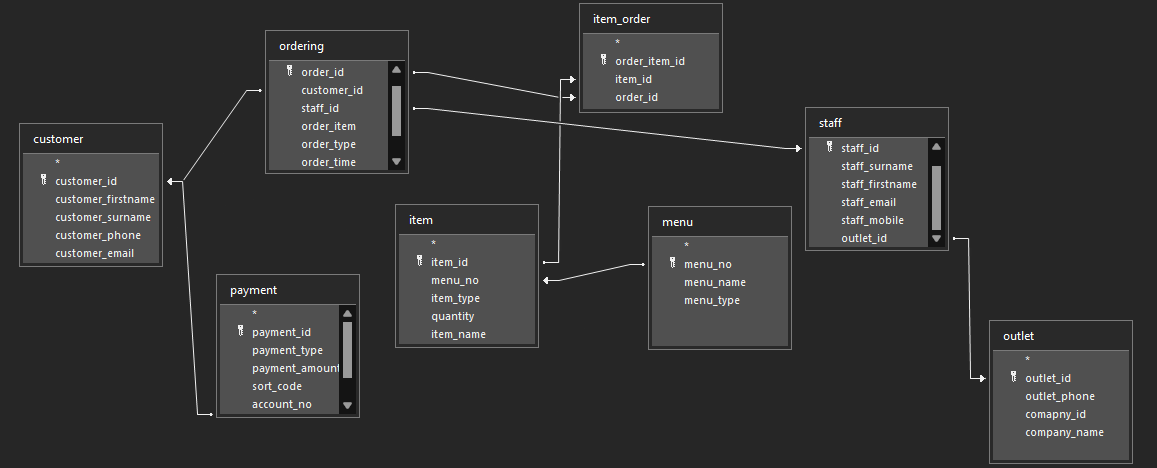 item_order
*
order_item_id
item_id
order_id
ordering
order_id
customer_id
staff_id
order_item
order_type
order_time
staff
staff_id
staff_surname
staff_firstname
staff_email
staff_mobile
outlet_id
customer
*
customer_id
customer_firstname
customer_surname
customer_phone
customer_email
item
*
item_id
menu_no
item_type
quantity
item_name
menu
*
menu_no
menu_name
menu_type
payment
*
payment_id
payment_type
payment_amount
sort_code
account_no
outlet
*
outlet_id
outlet_phone
comapny_id
company_name